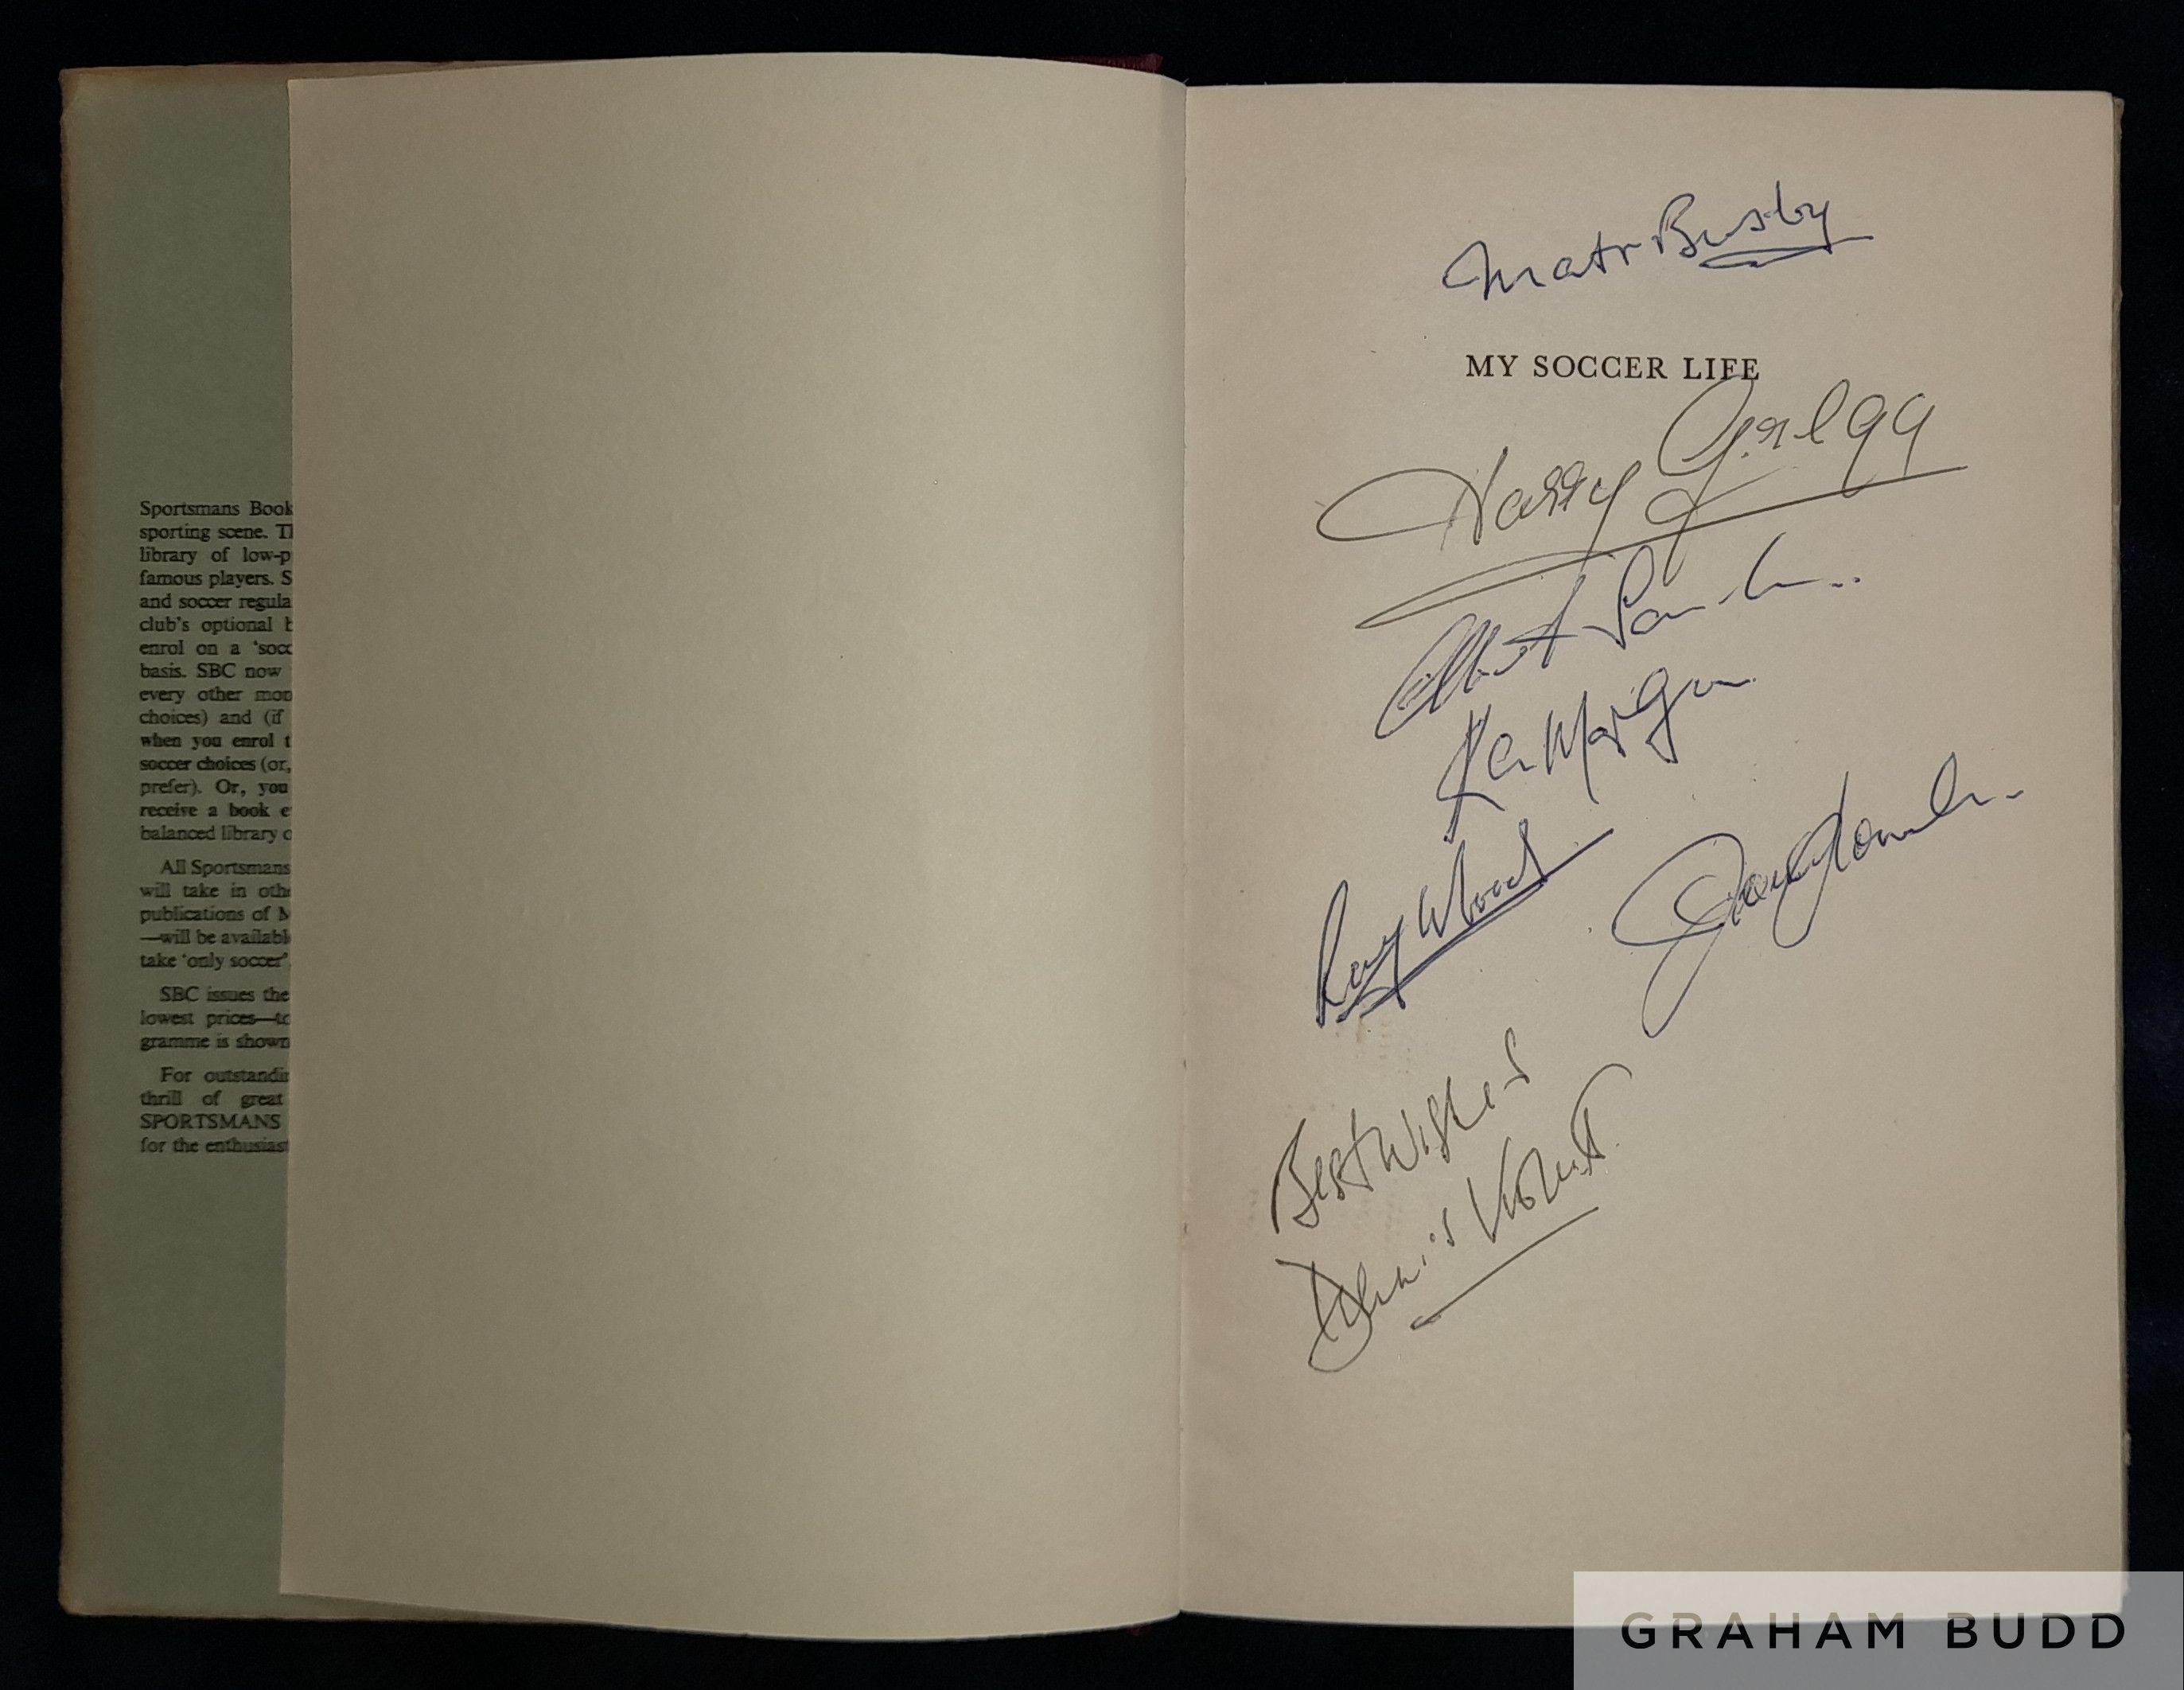 Sportsmans Book
sporting scene. Th
library of low-p
famous players. S
and soccer regula
club's optional b
enrol on a 'socc
basis. SBC now
every other mon
choices) and (if
when you enrol t
soccer choices (or,
prefer). Or, you
receive a book e
balanced library o
All Sportsmans
will take in othe
publications of M
—will be availabl
take 'only soccer'
SBC issues the
lowest prices—to
gramme is shown
For outstandin
thrill of great
SPORTSMANS
for the enthusiast
Matt Busby
MY SOCCER LIFE
Harry Gregg
Albert Scanlon
Ken Morgans
Ray Wood
Best Wishes
Dennis Viollet
GRAHAM BUDD